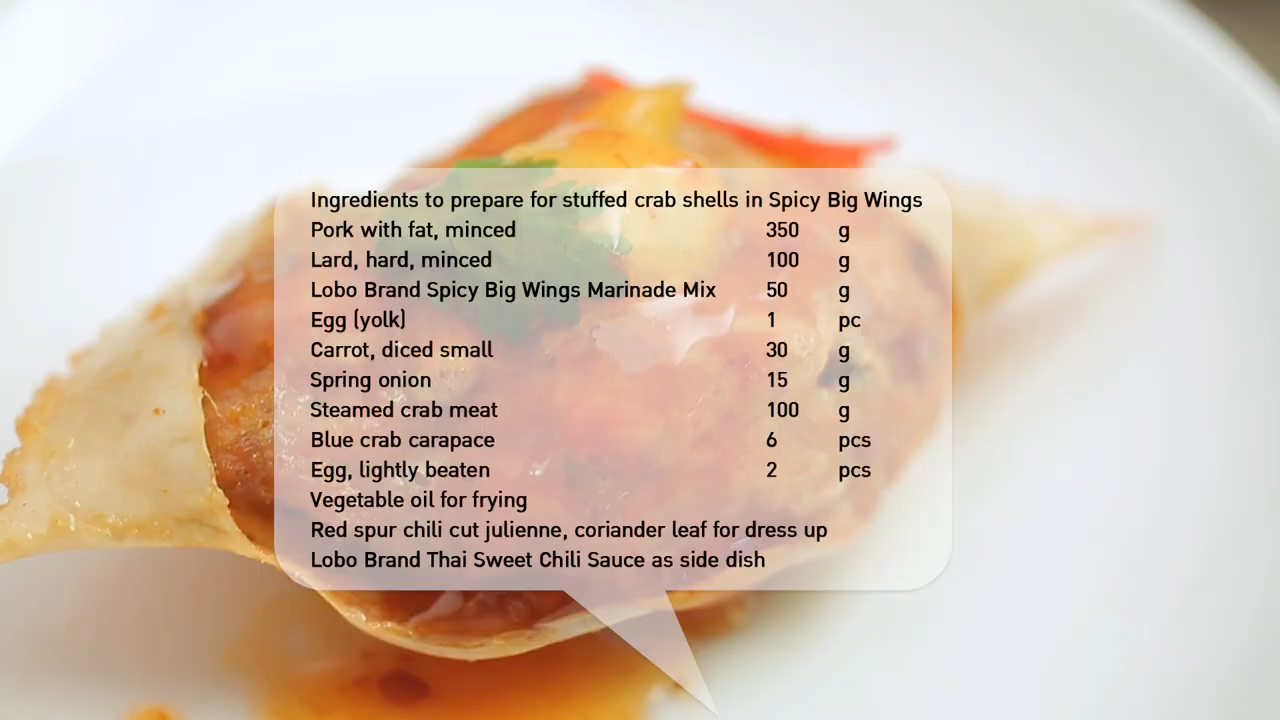 Ingredients to prepare for stuffed crab shells in Spicy Big Wings
Pork with fat, minced 350 g
Lard, hard, minced 100 g
Lobo Brand Spicy Big Wings Marinade Mix 50 g
Egg (yolk) 1 pc
Carrot, diced small 30 g
Spring onion 15 g
Steamed crab meat 100 g
Blue crab carapace 6 pcs
Egg, lightly beaten 2 pcs
Vegetable oil for frying
Red spur chili cut julienne, coriander leaf for dress up
Lobo Brand Thai Sweet Chili Sauce as side dish